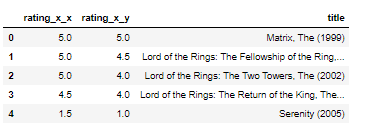 rating_x_x rating_x_y title
0 5.0 5.0 Matrix, The (1999)
1 5.0 4.5 Lord of the Rings: The Fellowship of the Ring,...
2 5.0 4.0 Lord of the Rings: The Two Towers, The (2002)
3 4.5 4.0 Lord of the Rings: The Return of the King, The...
4 1.5 1.0 Serenity (2005)